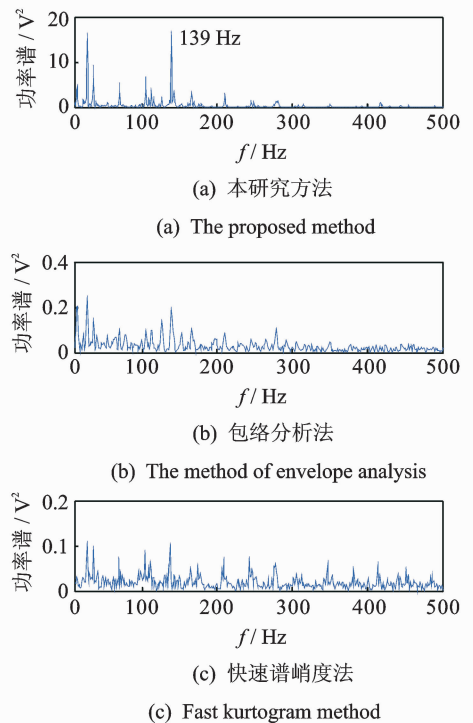 功率谱 / V²
20
10
0
139 Hz
0 100 200 300 400 500
f / Hz
(a) 本研究方法
(a) The proposed method
功率谱 / V²
0.4
0.2
0
0 100 200 300 400 500
f / Hz
(b) 包络分析法
(b) The method of envelope analysis
功率谱 / V²
0.2
0.1
0
0 100 200 300 400 500
f / Hz
(c) 快速谱峭度法
(c) Fast kurtogram method